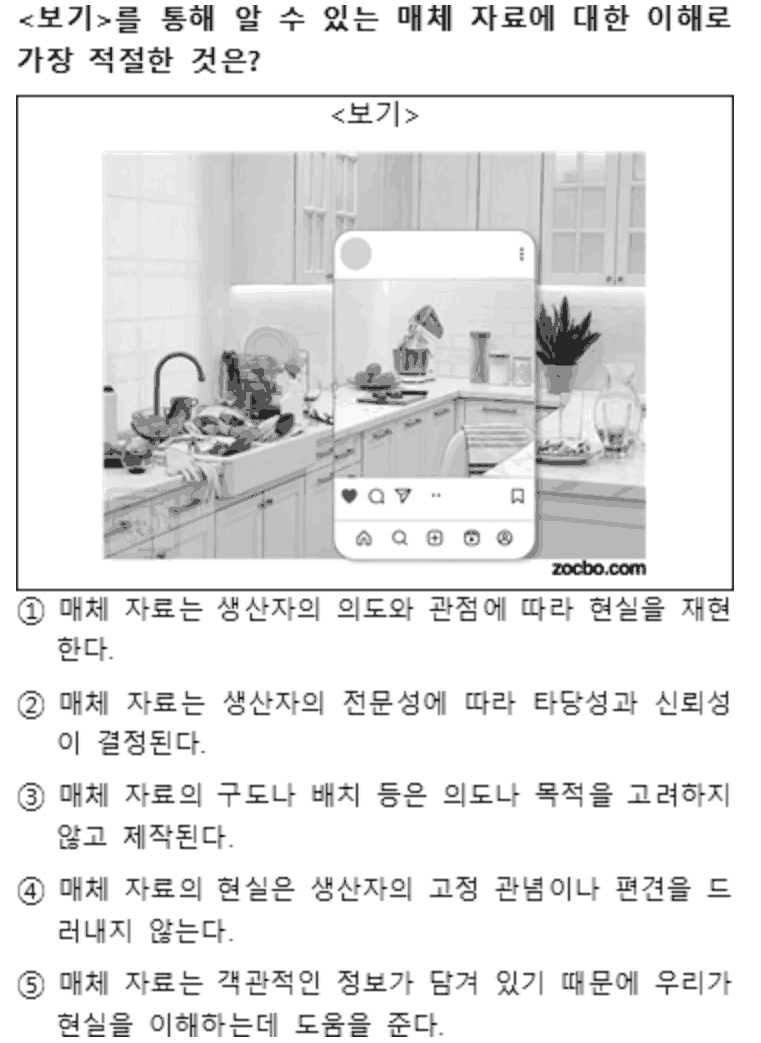 <보기>를 통해 알 수 있는 매체 자료에 대한 이해로
가장 적절한 것은?
<보기>
zocbo.com
① 매체 자료는 생산자의 의도와 관점에 따라 현실을 재현
한다.
② 매체 자료는 생산자의 전문성에 따라 타당성과 신뢰성
이 결정된다.
③ 매체 자료의 구도나 배치 등은 의도나 목적을 고려하지
않고 제작된다.
④ 매체 자료의 현실은 생산자의 고정 관념이나 편견을 드
러내지 않는다.
⑤ 매체 자료는 객관적인 정보가 담겨 있기 때문에 우리가
현실을 이해하는데 도움을 준다.